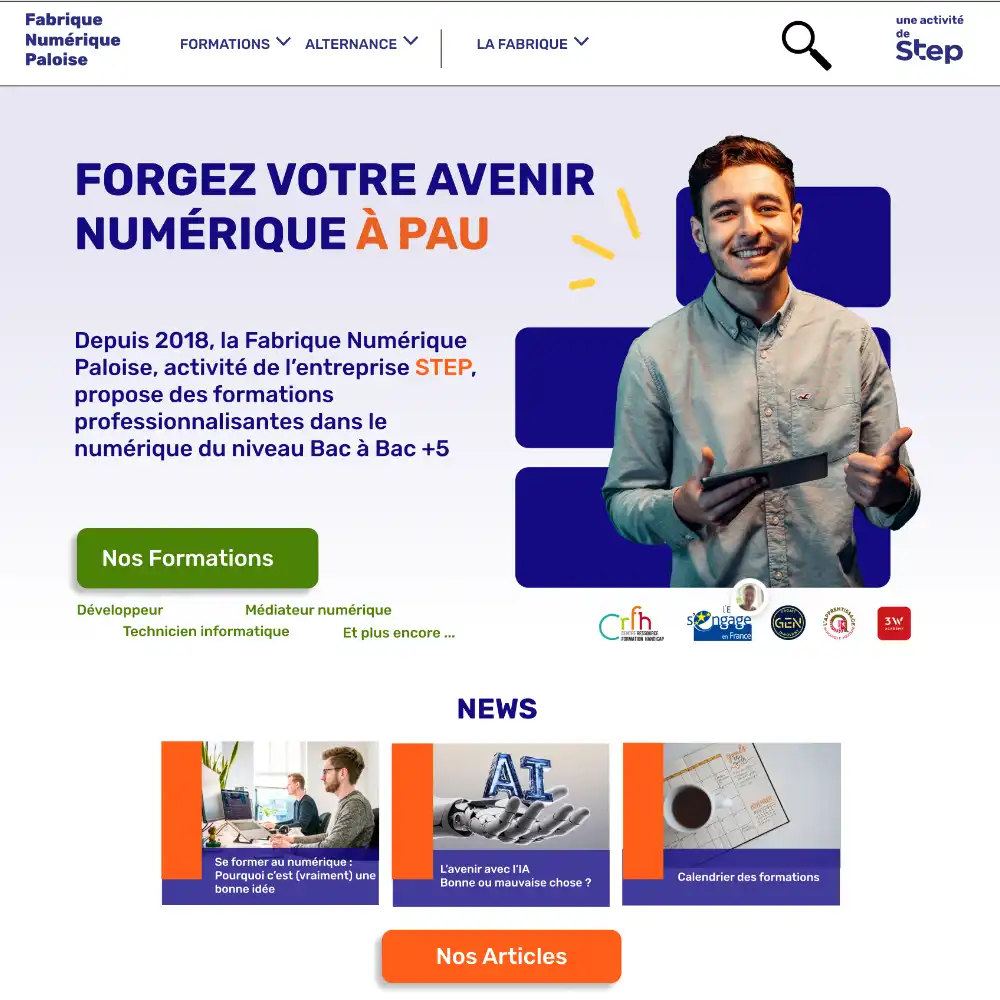 Fabrique
Numérique
Paloise
FORMATIONS
ALTERNANCE
LA FABRIQUE
une activité
de
Step
FORGEZ VOTRE AVENIR
NUMÉRIQUE À PAU
Depuis 2018, la Fabrique Numérique
Paloise, activité de l’entreprise STEP,
propose des formations
professionnalisantes dans le
numérique du niveau Bac à Bac +5
Nos Formations
Développeur
Médiateur numérique
Technicien informatique
Et plus encore ...
Crfh
CENTRE RESSOURCE
FORMATION HANDICAP
L'E
s'engage
en France
GEN
L'APPRENTISSAGE
3W
ACADEMY
NEWS
AI
Se former au numérique :
Pourquoi c’est (vraiment) une
bonne idée
L’avenir avec l’IA
Bonne ou mauvaise chose ?
Calendrier des formations
Nos Articles